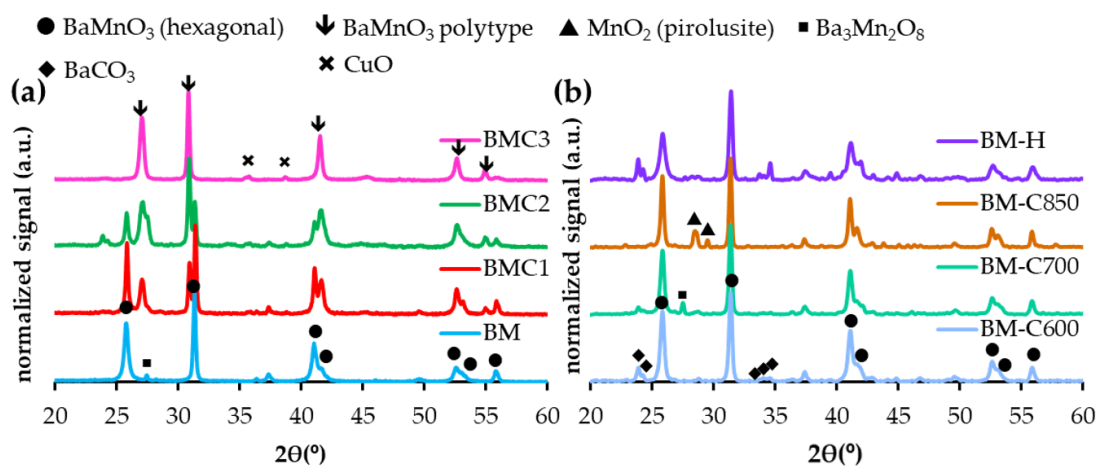 BaMnO₃ (hexagonal) BaMnO₃ polytype MnO₂ (pirolusite) Ba₃Mn₂O₈
BaCO₃ CuO
(a) (b)
normalized signal (a.u.)
BMC3
BMC2
BMC1
BM
20 25 30 35 40 45 50 55 60
2ϴ(º)
normalized signal (a.u.)
BM-H
BM-C850
BM-C700
BM-C600
20 25 30 35 40 45 50 55 60
2ϴ(º)